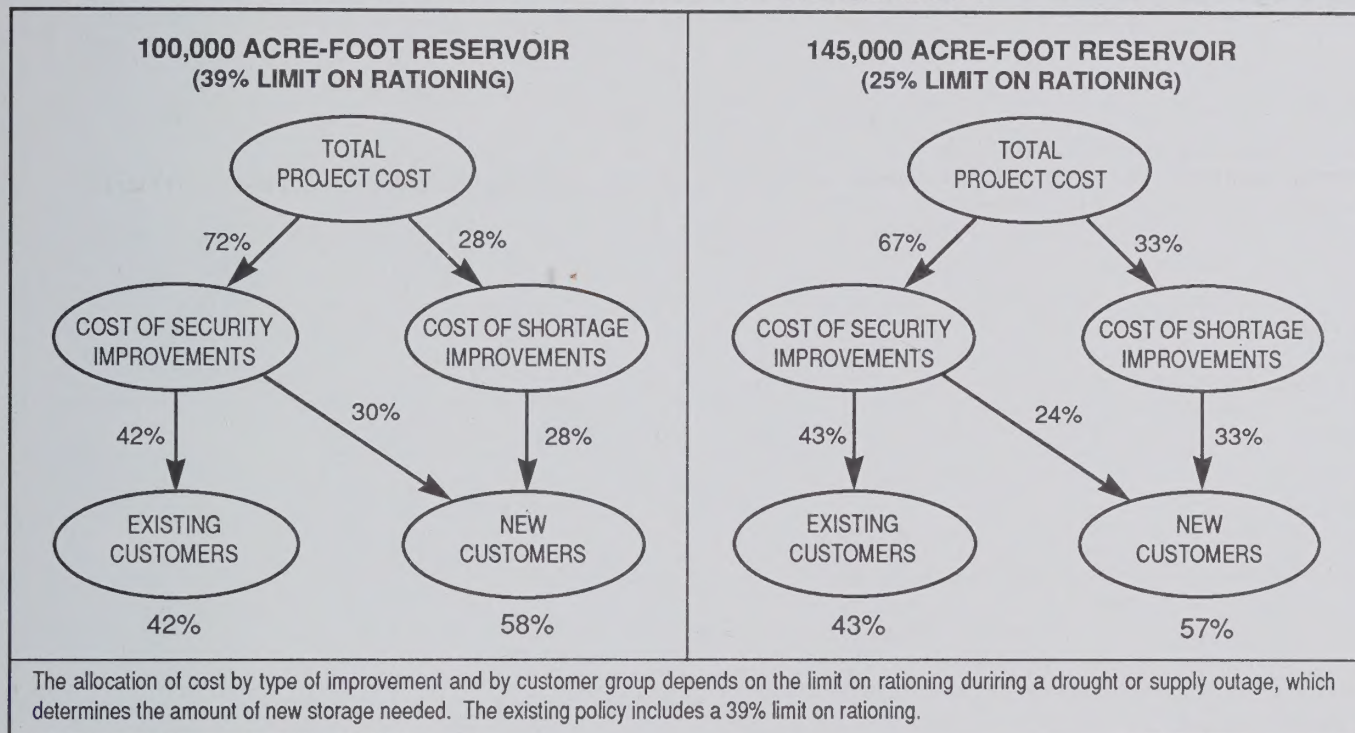 100,000 ACRE-FOOT RESERVOIR
(39% LIMIT ON RATIONING)
TOTAL
PROJECT COST
72%
28%
COST OF SECURITY
IMPROVEMENTS
COST OF SHORTAGE
IMPROVEMENTS
42%
30%
28%
EXISTING
CUSTOMERS
NEW
CUSTOMERS
42%
58%
145,000 ACRE-FOOT RESERVOIR
(25% LIMIT ON RATIONING)
TOTAL
PROJECT COST
67%
33%
COST OF SECURITY
IMPROVEMENTS
COST OF SHORTAGE
IMPROVEMENTS
43%
24%
33%
EXISTING
CUSTOMERS
NEW
CUSTOMERS
43%
57%
The allocation of cost by type of improvement and by customer group depends on the limit on rationing duriring a drought or supply outage, which
determines the amount of new storage needed. The existing policy includes a 39% limit on rationing.